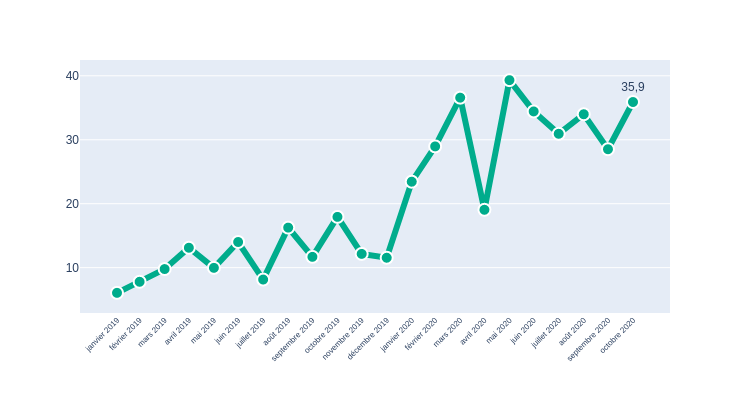 40
30
20
10
35,9
janvier 2019
février 2019
mars 2019
avril 2019
mai 2019
juin 2019
juillet 2019
août 2019
septembre 2019
octobre 2019
novembre 2019
décembre 2019
janvier 2020
février 2020
mars 2020
avril 2020
mai 2020
juin 2020
juillet 2020
août 2020
septembre 2020
octobre 2020